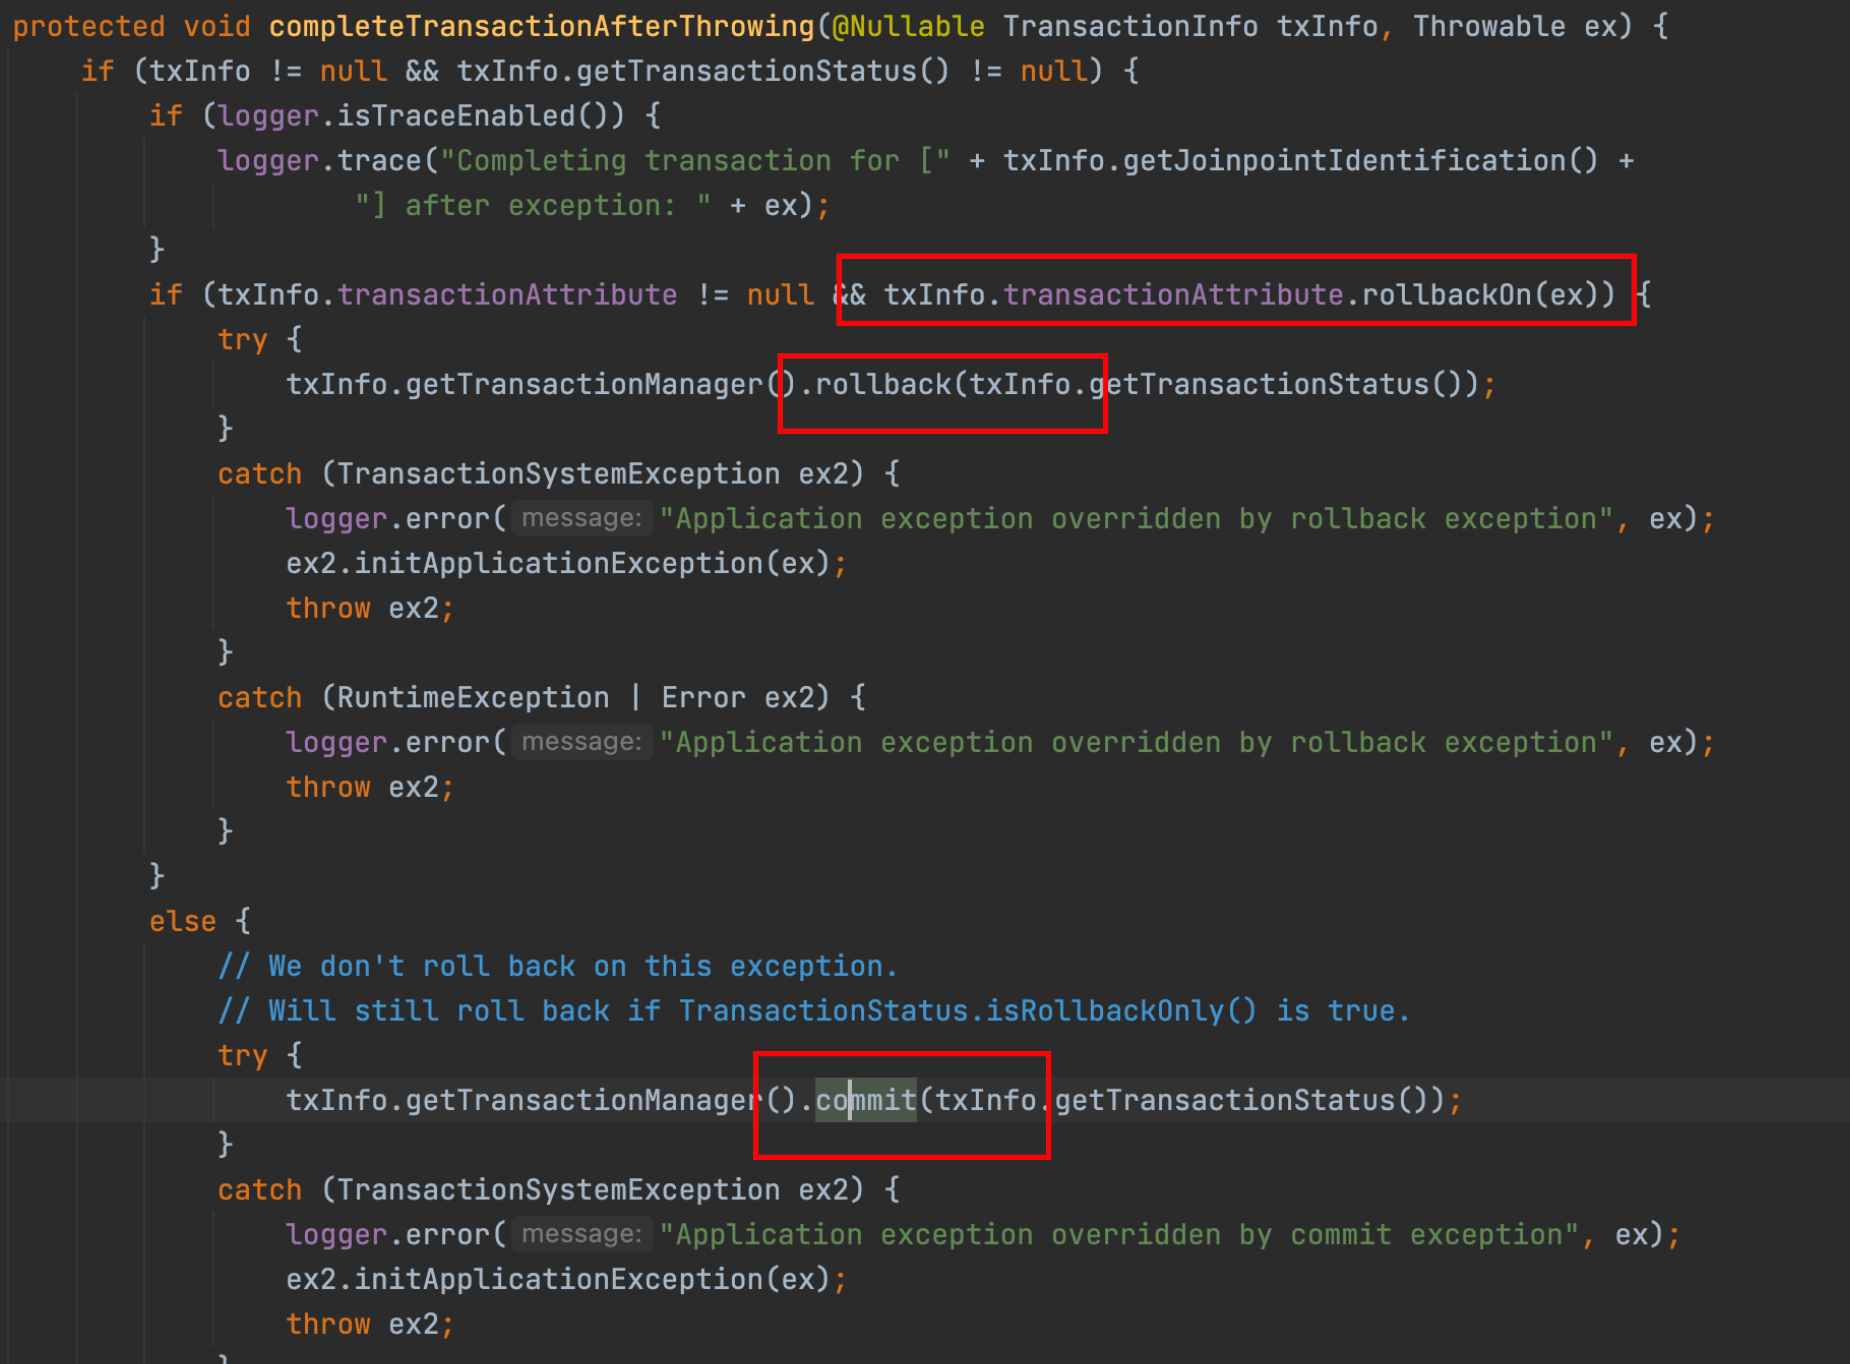 protected void completeTransactionAfterThrowing(@Nullable TransactionInfo txInfo, Throwable ex) {
if (txInfo != null && txInfo.getTransactionStatus() != null) {
if (logger.isTraceEnabled()) {
logger.trace("Completing transaction for [" + txInfo.getJoinpointIdentification() +
"] after exception: " + ex);
}
if (txInfo.transactionAttribute != null && txInfo.transactionAttribute.rollbackOn(ex)) {
try {
txInfo.getTransactionManager().rollback(txInfo.getTransactionStatus());
}
catch (TransactionSystemException ex2) {
logger.error( message: "Application exception overridden by rollback exception", ex);
ex2.initApplicationException(ex);
throw ex2;
}
catch (RuntimeException | Error ex2) {
logger.error( message: "Application exception overridden by rollback exception", ex);
throw ex2;
}
}
else {
// We don't roll back on this exception.
// Will still roll back if TransactionStatus.isRollbackOnly() is true.
try {
txInfo.getTransactionManager().commit(txInfo.getTransactionStatus());
}
catch (TransactionSystemException ex2) {
logger.error( message: "Application exception overridden by commit exception", ex);
ex2.initApplicationException(ex);
throw ex2;
}